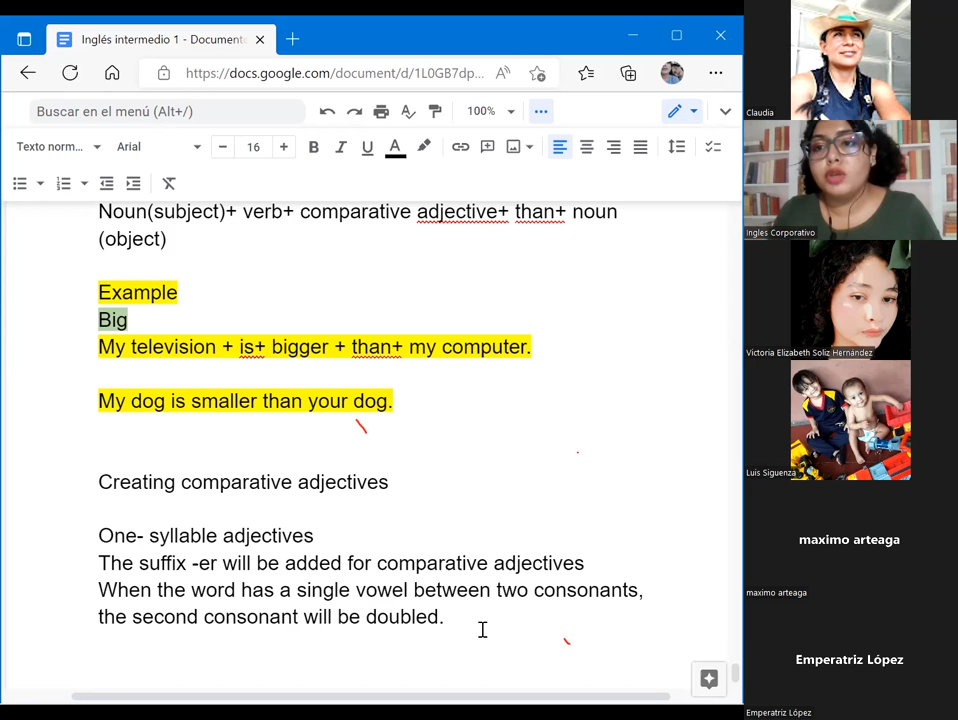 Inglés intermedio 1 - Documento
https://docs.google.com/document/d/1L0GB7dp...
Buscar en el menú (Alt+/)
100%
Texto norm...
Arial
16
Noun(subject)+ verb+ comparative adjective+ than+ noun
(object)
Example
Big
My television + is+ bigger + than+ my computer.
My dog is smaller than your dog.
Creating comparative adjectives
One- syllable adjectives
The suffix -er will be added for comparative adjectives
When the word has a single vowel between two consonants,
the second consonant will be doubled.
Claudia
Ingles Corporativo
Victoria Elizabeth Soliz Hernández
Luis Siguenza
maximo arteaga
maximo arteaga
Emperatriz López
Emperatriz López